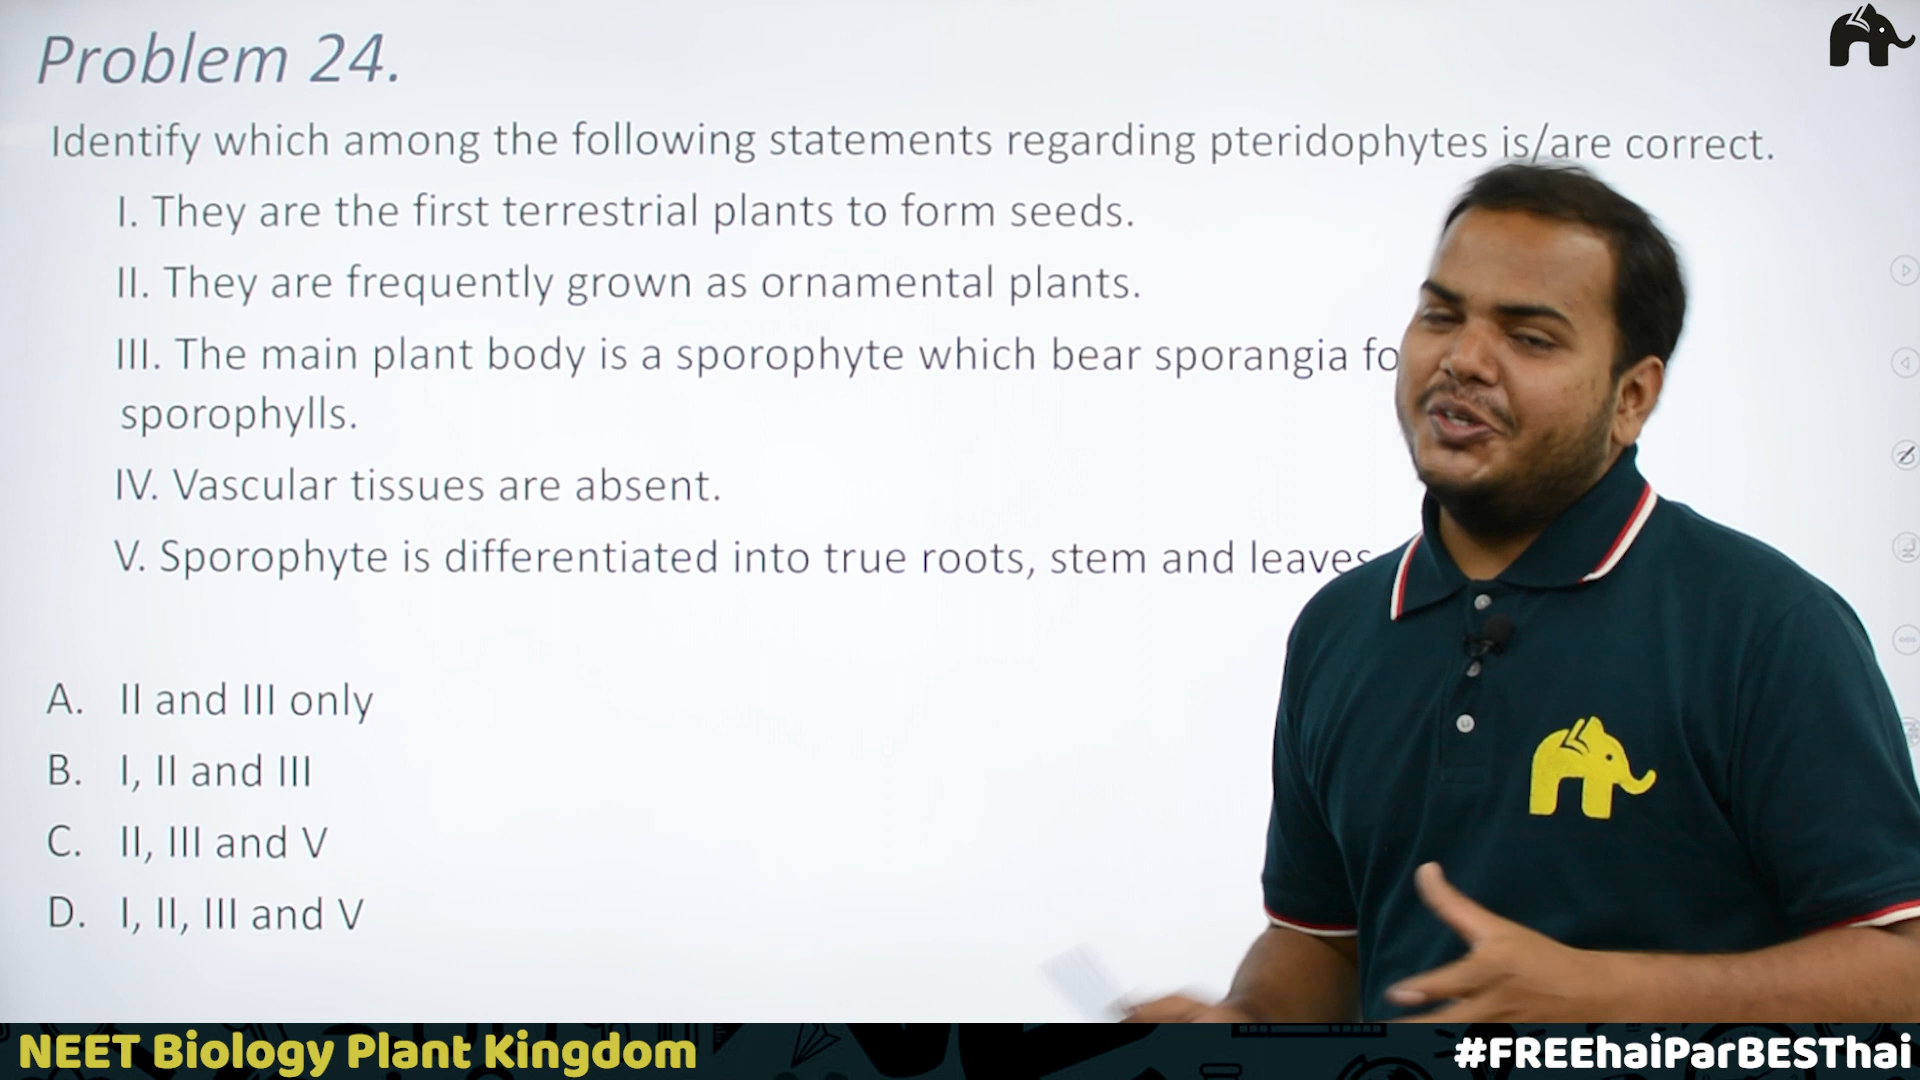 Problem 24.
Identify which among the following statements regarding pteridophytes is/are correct.
I. They are the first terrestrial plants to form seeds.
II. They are frequently grown as ornamental plants.
III. The main plant body is a sporophyte which bear sporangia
sporophylls.
IV. Vascular tissues are absent.
V. Sporophyte is differentiated into true roots, stem and leaves
A. II and III only
B. I, II and III
C. II, III and V
D. I, II, III and V
NEET Biology Plant Kingdom
#FREEhaiParBESThai